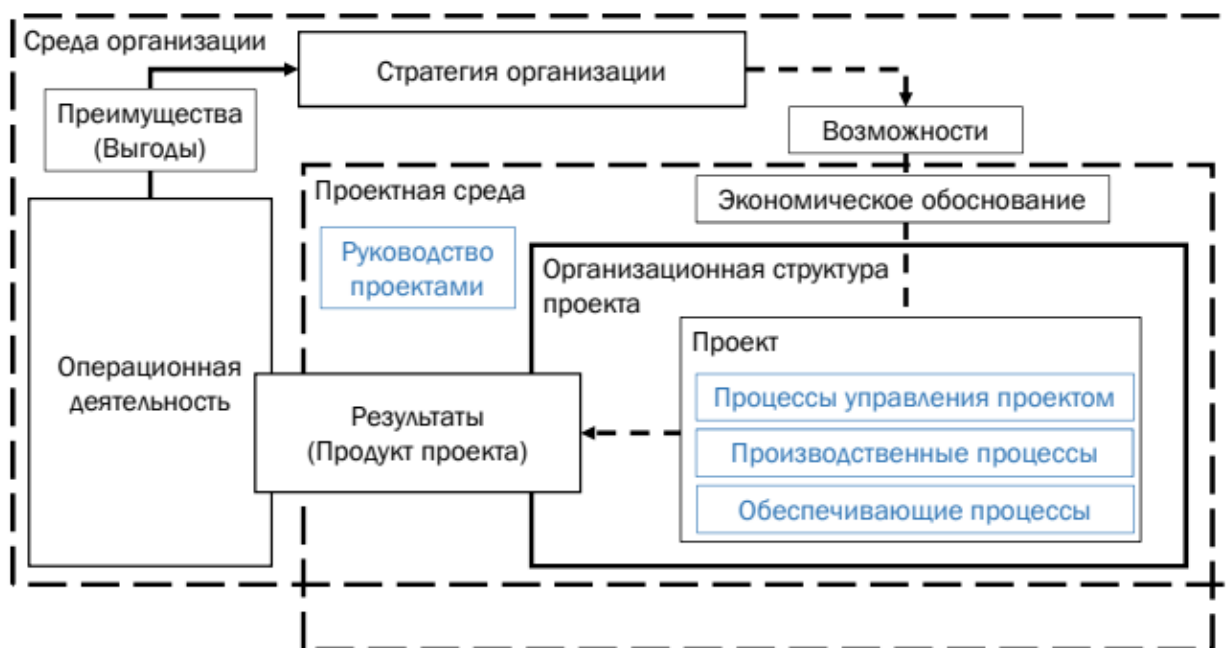 Среда организации
Стратегия организации
Преимущества
(Выгоды)
Возможности
Проектная среда
Экономическое обоснование
Руководство
проектами
Организационная структура
проекта
Проект
Операционная
деятельность
Результаты
(Продукт проекта)
Процессы управления проектом
Производственные процессы
Обеспечивающие процессы